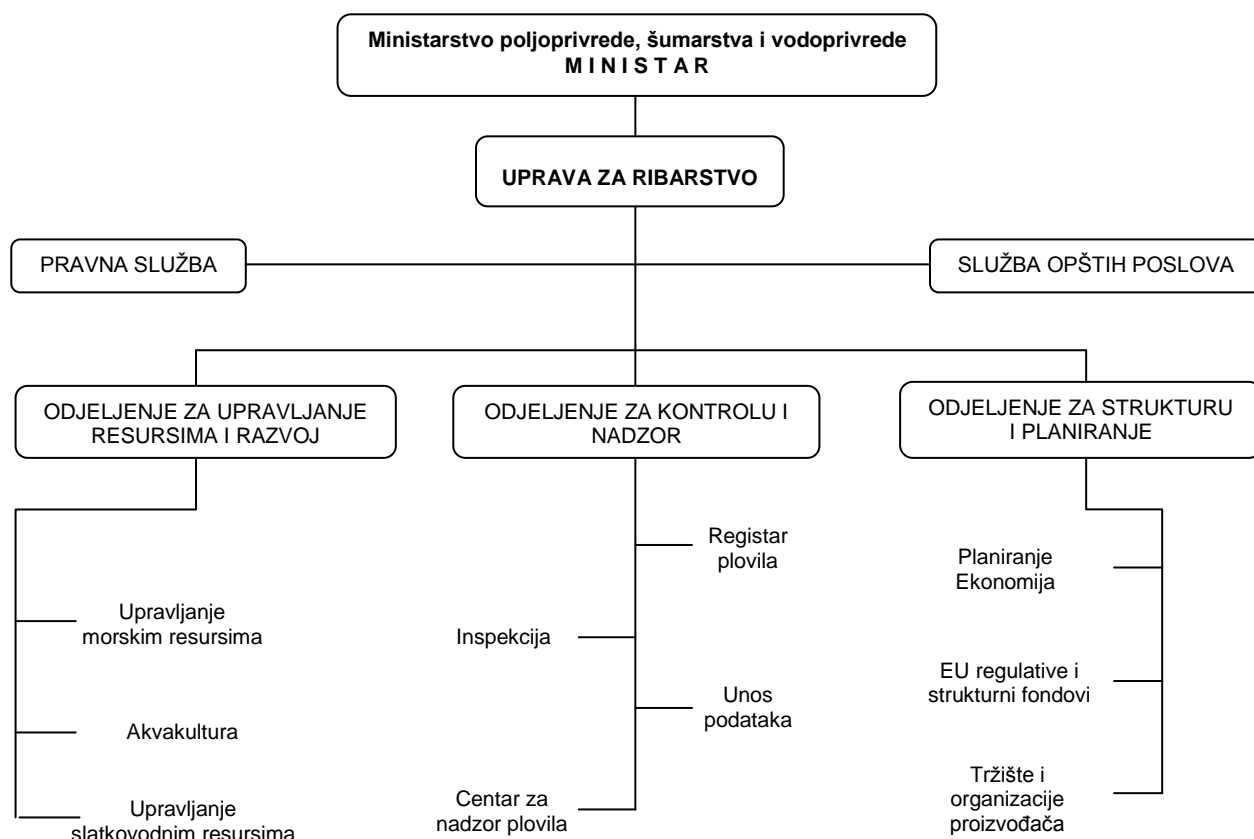 Ministarstvo poljoprivrede, šumarstva i vodoprivrede
M I N I S T A R
UPRAVA ZA RIBARSTVO
PRAVNA SLUŽBA
SLUŽBA OPŠTIH POSLOVA
ODJELJENJE ZA UPRAVLJANJE
RESURSIMA I RAZVOJ
ODJELJENJE ZA KONTROLU I
NADZOR
ODJELJENJE ZA STRUKTURU
I PLANIRANJE
Upravljanje
morskim resursima
Akvakultura
Upravljanje
slatkovodnim resursima
Registar
plovila
Inspekcija
Unos
podataka
Centar za
nadzor plovila
Planiranje
Ekonomija
EU regulative i
strukturni fondovi
Tržište i
organizacije
proizvođača